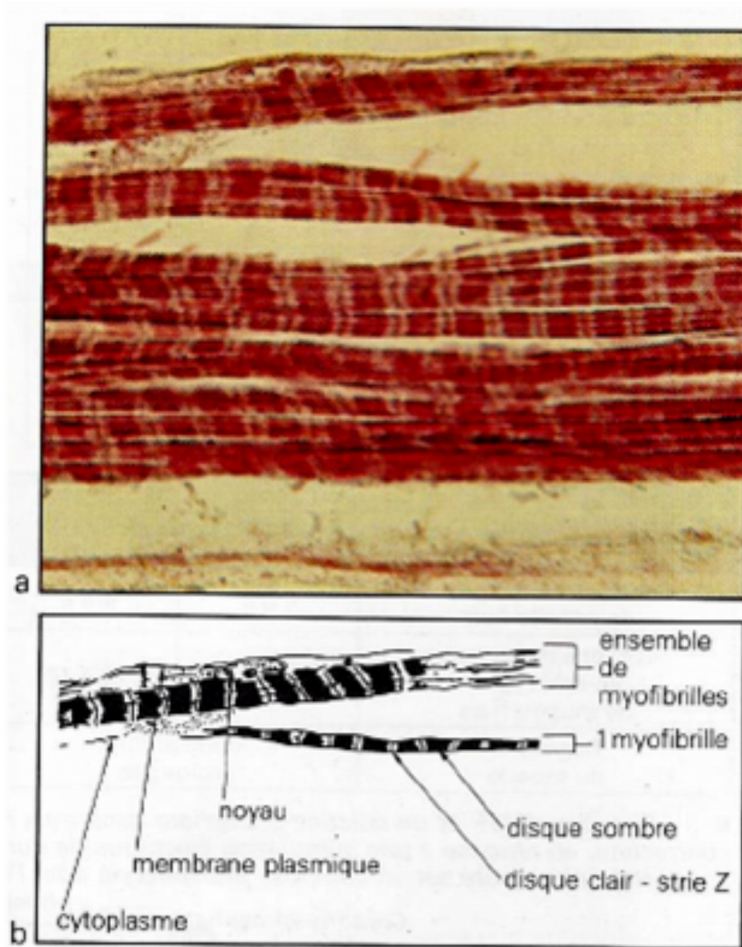 a
ensemble
de
myofibrilles
1 myofibrille
noyau
disque sombre
membrane plasmique
disque clair - strie Z
cytoplasme
b